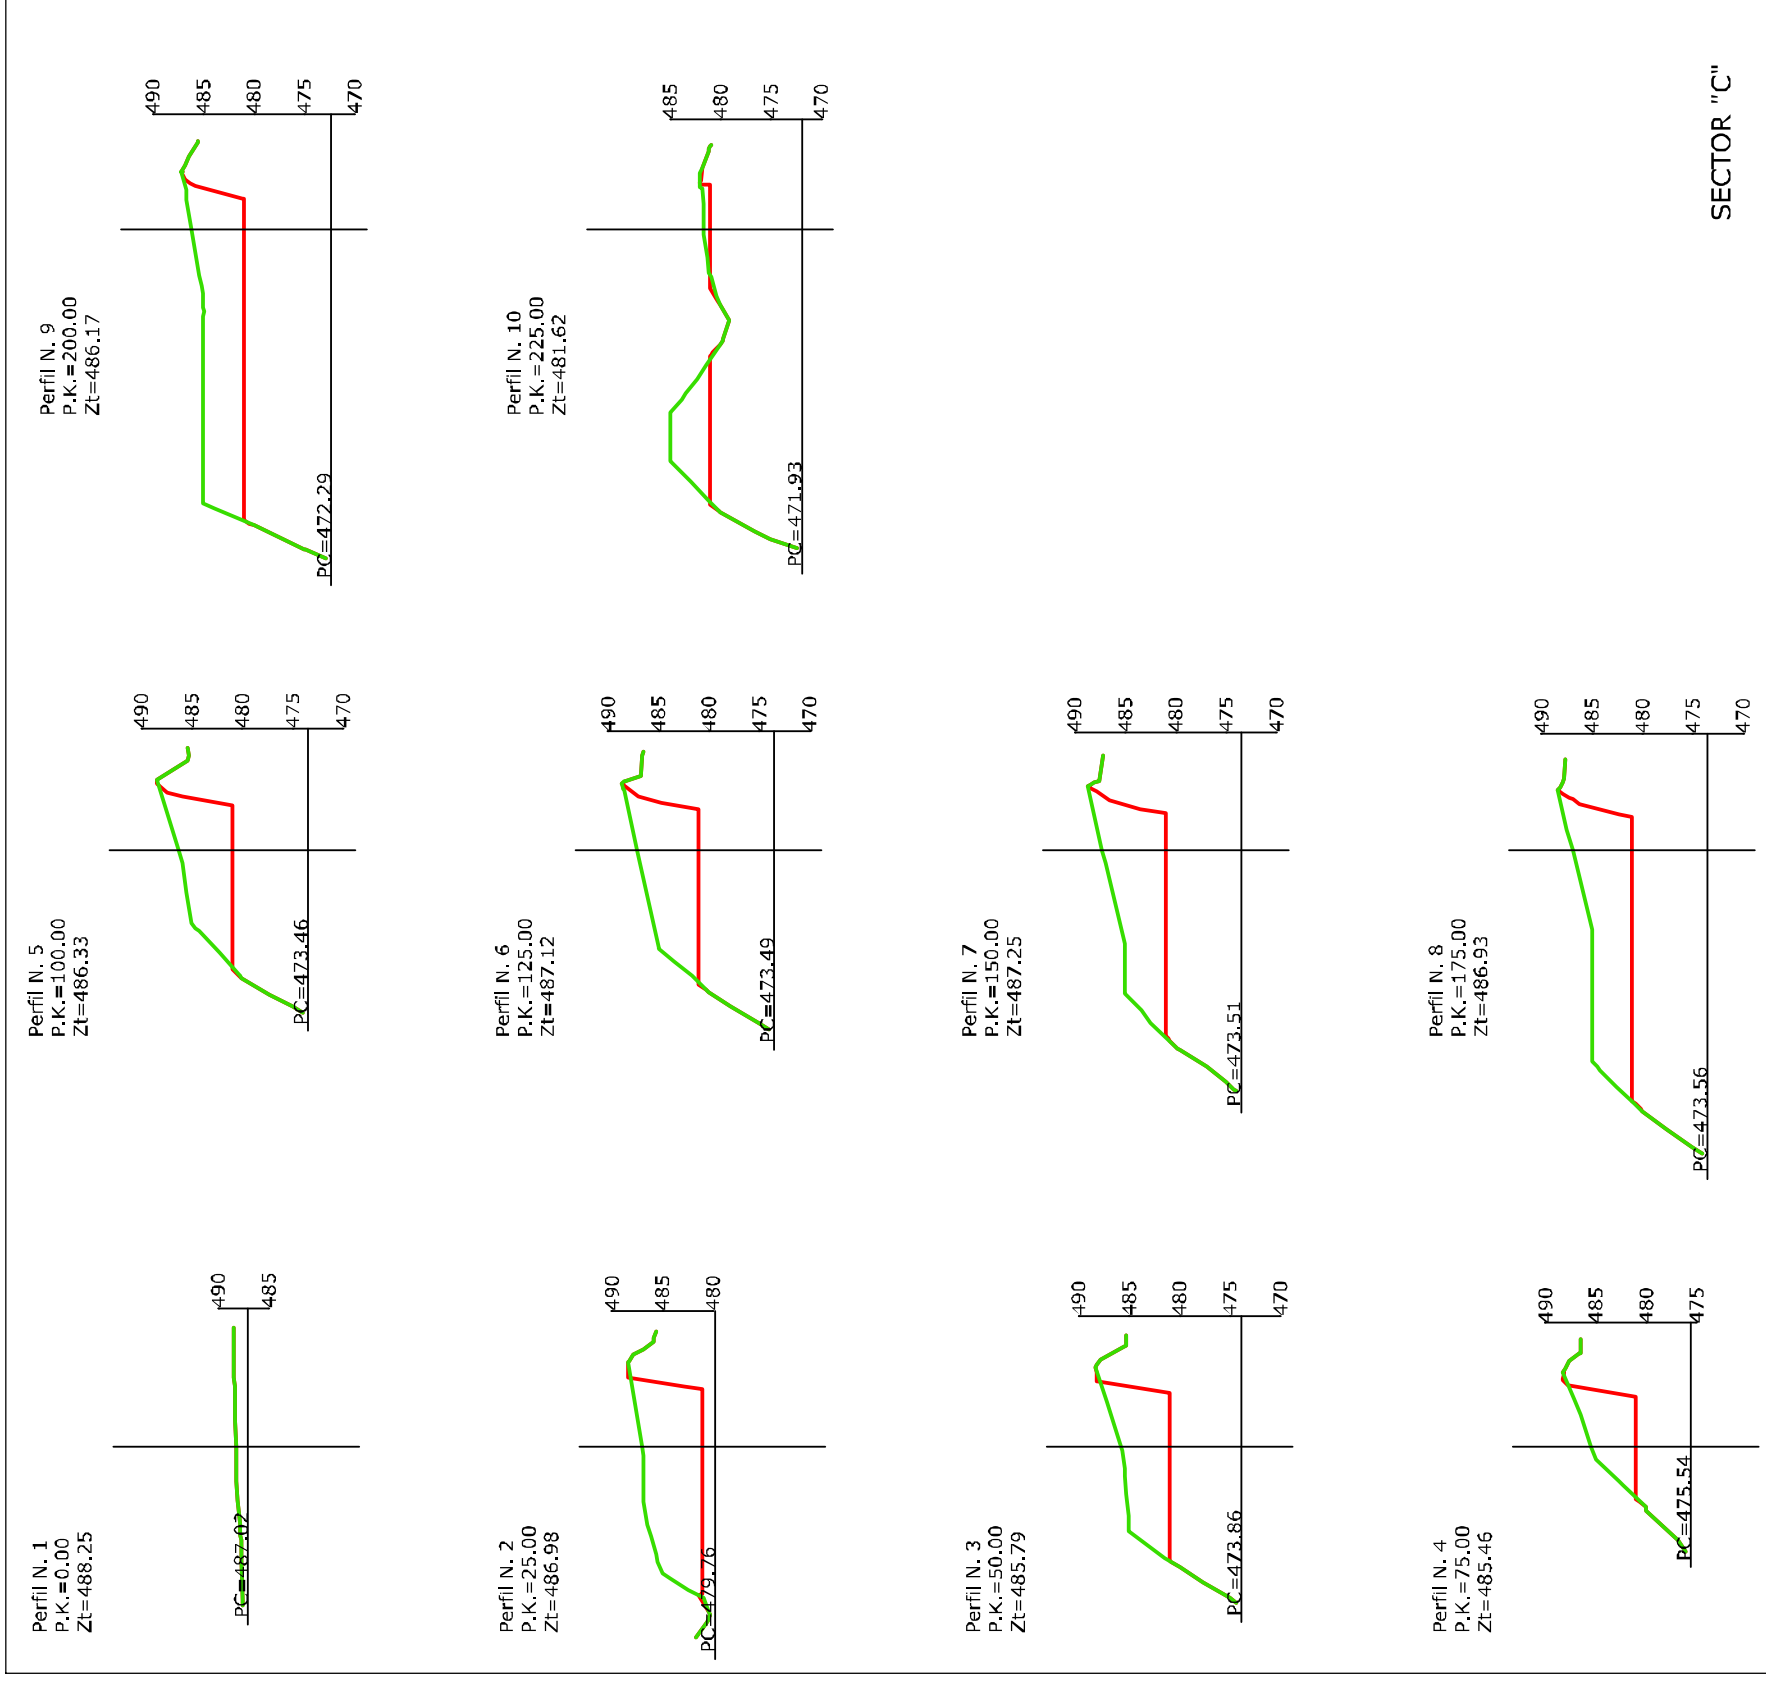 Perfil N. 1
P.K.=0.00
Zt=488.25
490
485
PC=487.02
Perfil N. 2
P.K.=25.00
Zt=486.98
490
485
480
PC=479.76
Perfil N. 3
P.K.=50.00
Zt=485.79
490
485
480
475
470
PC=473.86
Perfil N. 4
P.K.=75.00
Zt=485.46
490
485
480
475
PC=475.54
Perfil N. 5
P.K.=100.00
Zt=486.33
490
485
480
475
470
PC=473.46
Perfil N. 6
P.K.=125.00
Zt=487.12
490
485
480
475
470
PC=473.49
Perfil N. 7
P.K.=150.00
Zt=487.25
490
485
480
475
470
PC=473.51
Perfil N. 8
P.K.=175.00
Zt=486.93
490
485
480
475
470
PC=473.56
Perfil N. 9
P.K.=200.00
Zt=486.17
490
485
480
475
470
PC=472.29
Perfil N. 10
P.K.=225.00
Zt=481.62
485
480
475
470
PC=471.93
SECTOR "C"